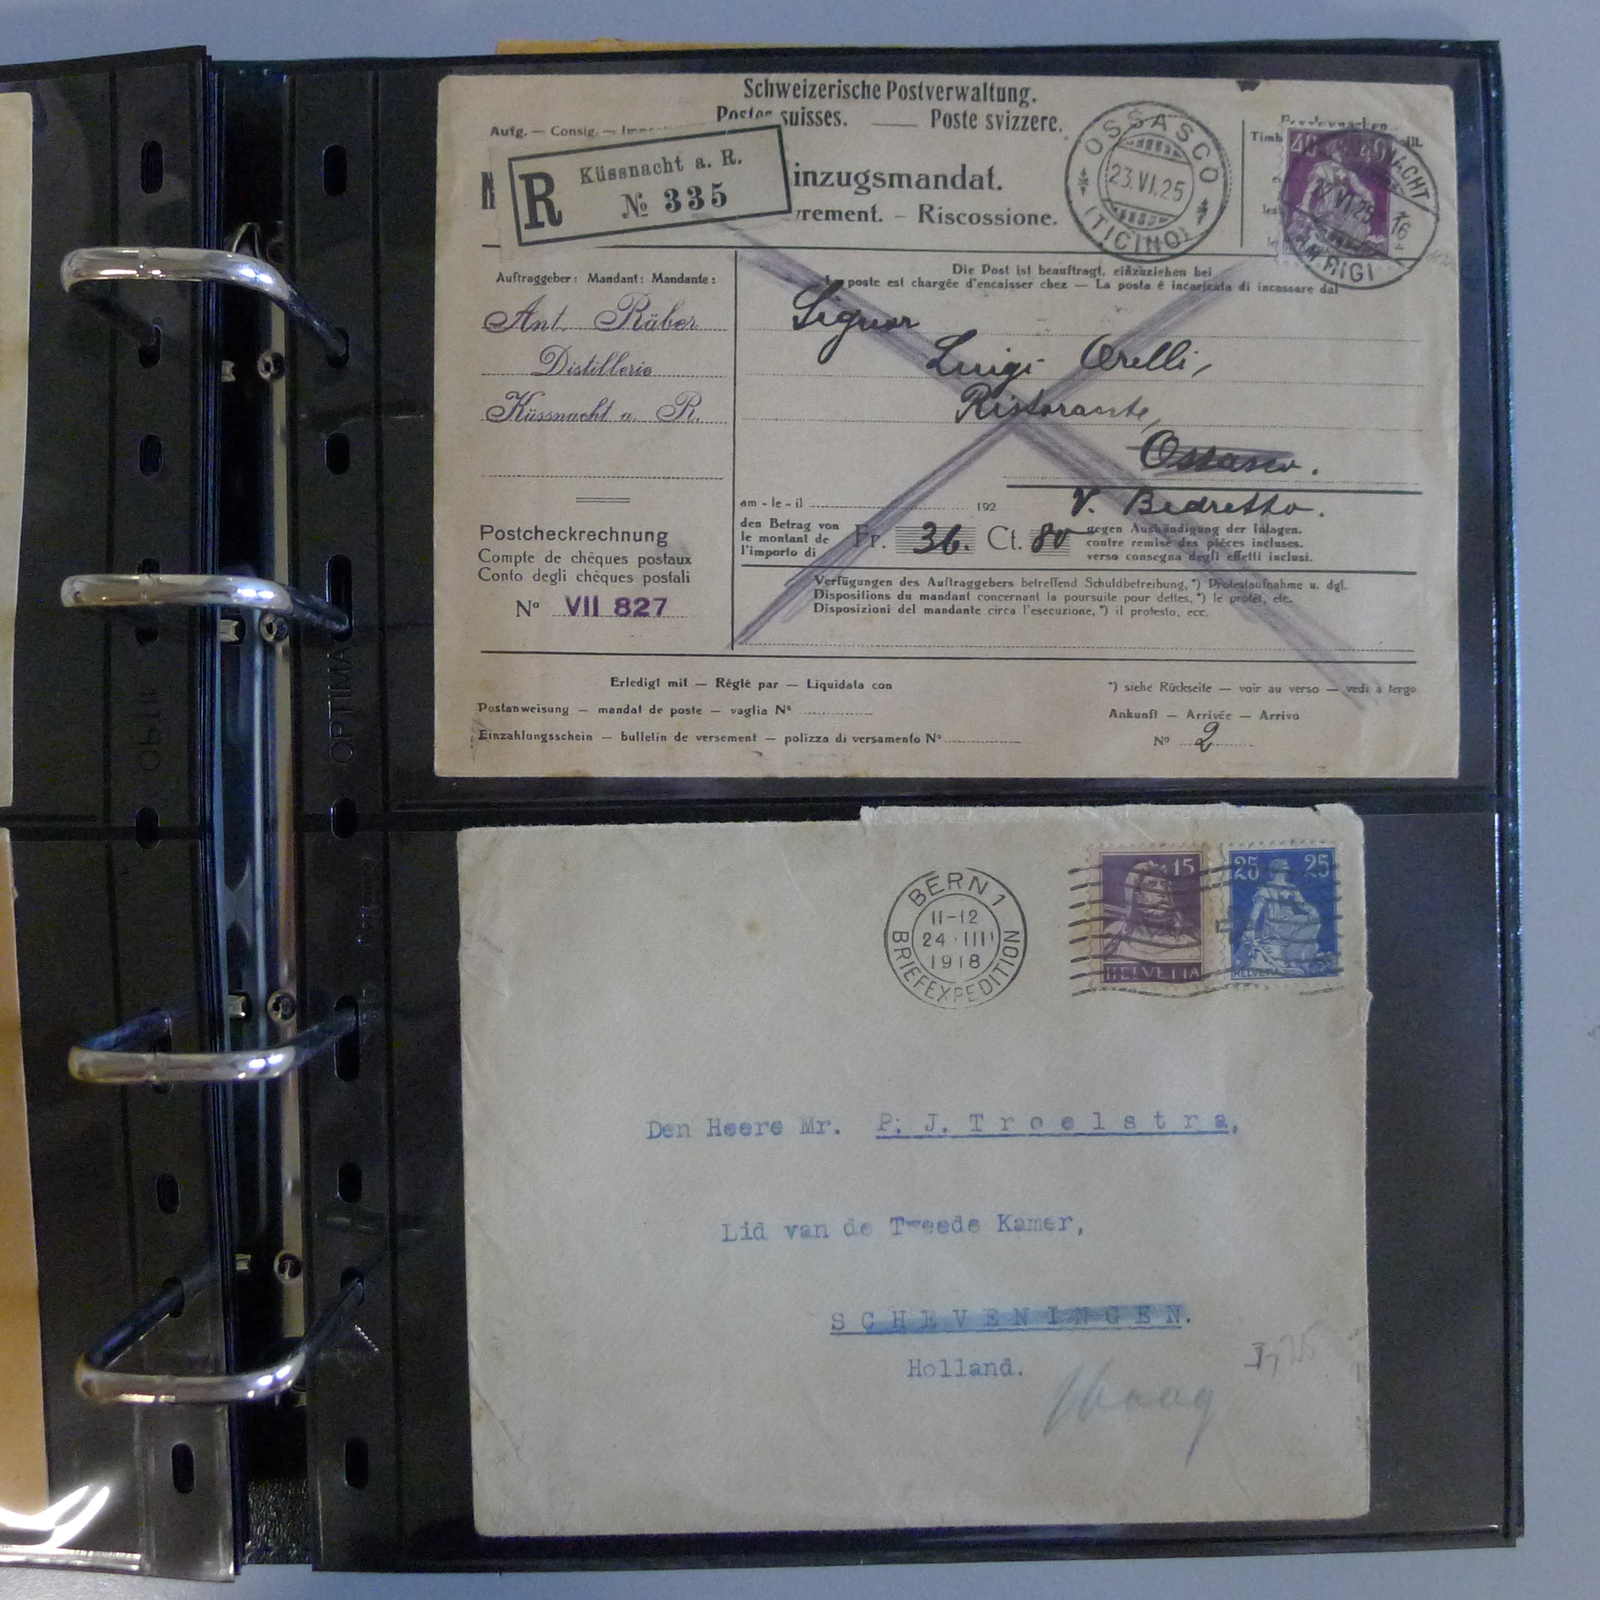 Schweizerische Postverwaltung.
Postes suisses. — Poste svizzere.
Aufg. — Consig. —
R Küssnacht a. R.
№ 335
inzugsmandat.
vrement. – Riscossione.
OSSASCO
23.VI.25
(TICINO)
Timb
40
NACHT
VI.25
16
RIGI
Auftraggeber: Mandant: Mandante:
Ant. Räber
Distillerie
Küssnacht a. R.
Die Post ist beauftragt, einzuziehen bei
La poste est chargée d'encaisser chez — La posta è incaricata di incassare dal
Signor
Luigi Orelli,
Ristorante,
Ossasco.
V. Bedretto.
am - le - il 192
den Betrag von
le montant de
l'importo di
Fr. 36. Ct. 80
gegen Aushändigung der Inlagen.
contre remise des pièces incluses.
verso consegna degli effetti inclusi.
Postcheckrechnung
Compte de chèques postaux
Conto degli chèques postali
Nº VII 827
Verfügungen des Auftraggebers betreffend Schuldbetreibung,*) Protestaufnahme u. dgl.
Dispositions du mandant concernant la poursuite pour dettes,*) le protêt, etc.
Disposizioni del mandante circa l'esecuzione,*) il protesto, ecc.
Erledigt mit — Réglé par — Liquidata con
*) siehe Rückseite — voir au verso — vedi a tergo
Postanweisung — mandat de poste — vaglia Nº
Ankunft — Arrivée — Arrivo
Einzahlungsschein — bulletin de versement — polizza di versamento Nº
Nº 2
OPTIMA
BERN 1
11-12
24.III
1918
BRIEFEXPEDITION
15
HELVETIA
25 25
HELVETIA
Den Heere Mr. P. J. Troelstra,
Lid van de Tweede Kamer,
SCHEVENINGEN.
Holland.
Haag